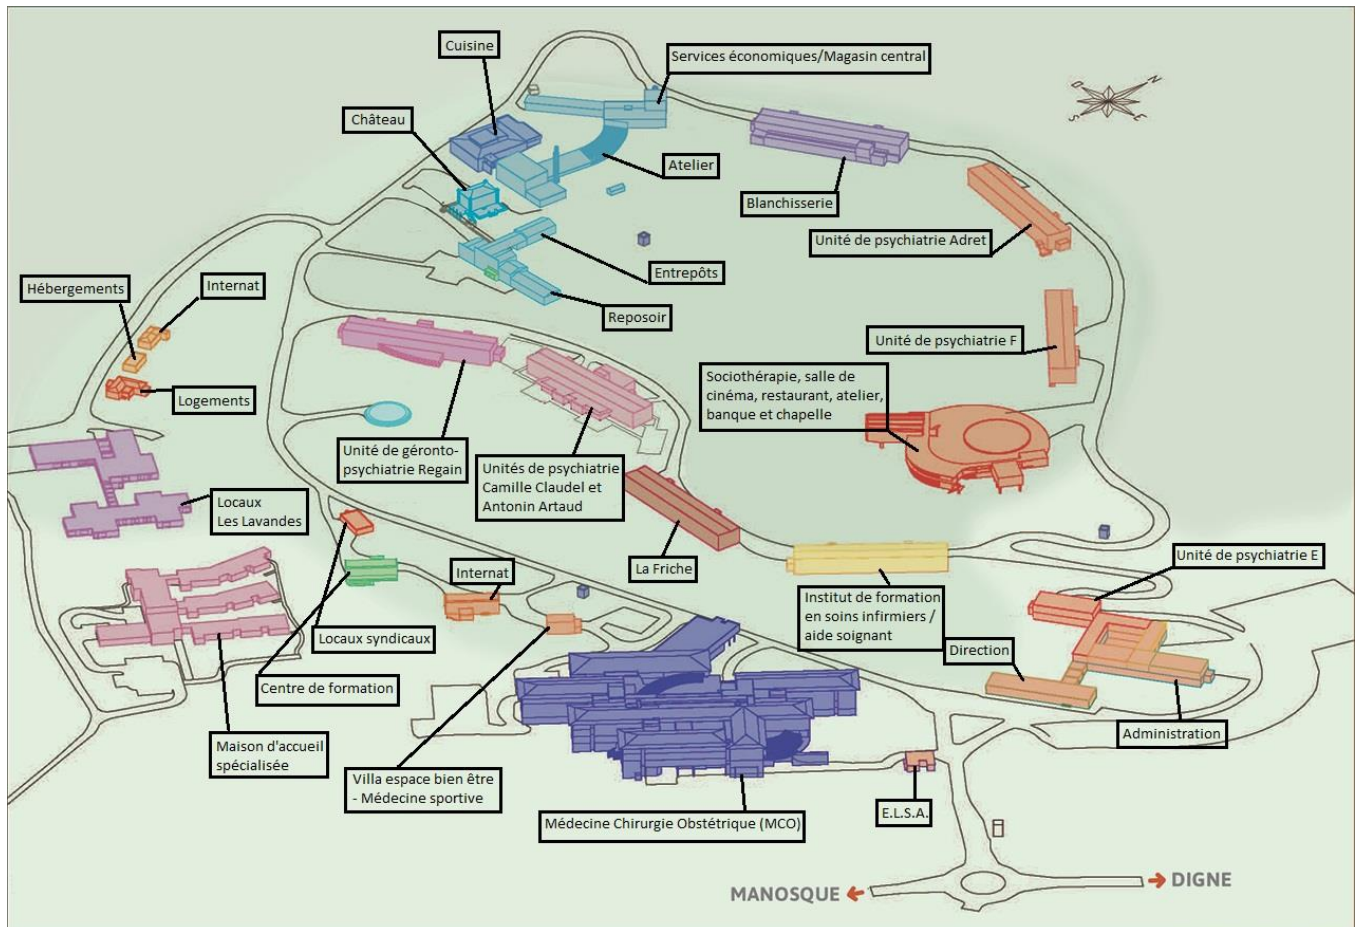 Cuisine
Services économiques/Magasin central
N
S
E
Château
Atelier
Blanchisserie
Unité de psychiatrie Adret
Entrepôts
Hébergements
Internat
Reposoir
Unité de psychiatrie F
Sociothérapie, salle de
cinéma, restaurant, atelier,
banque et chapelle
Logements
Unité de géronto-
psychiatrie Regain
Unités de psychiatrie
Camille Claudel et
Antonin Artaud
Locaux
Les Lavandes
La Friche
Unité de psychiatrie E
Internat
Institut de formation
en soins infirmiers /
aide soignant
Locaux syndicaux
Direction
Centre de formation
Administration
Maison d'accueil
spécialisée
Villa espace bien être
- Médecine sportive
Médecine Chirurgie Obstétrique (MCO)
E.L.S.A.
MANOSQUE
DIGNE